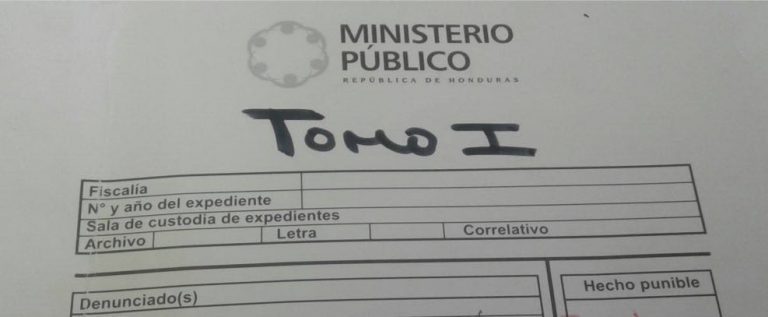 MINISTERIO
PÚBLICO
REPÚBLICA DE HONDURAS
TOMO I
Fiscalía
N° y año del expediente
Sala de custodia de expedientes
Archivo Letra Correlativo
Denunciado(s) Hecho punible